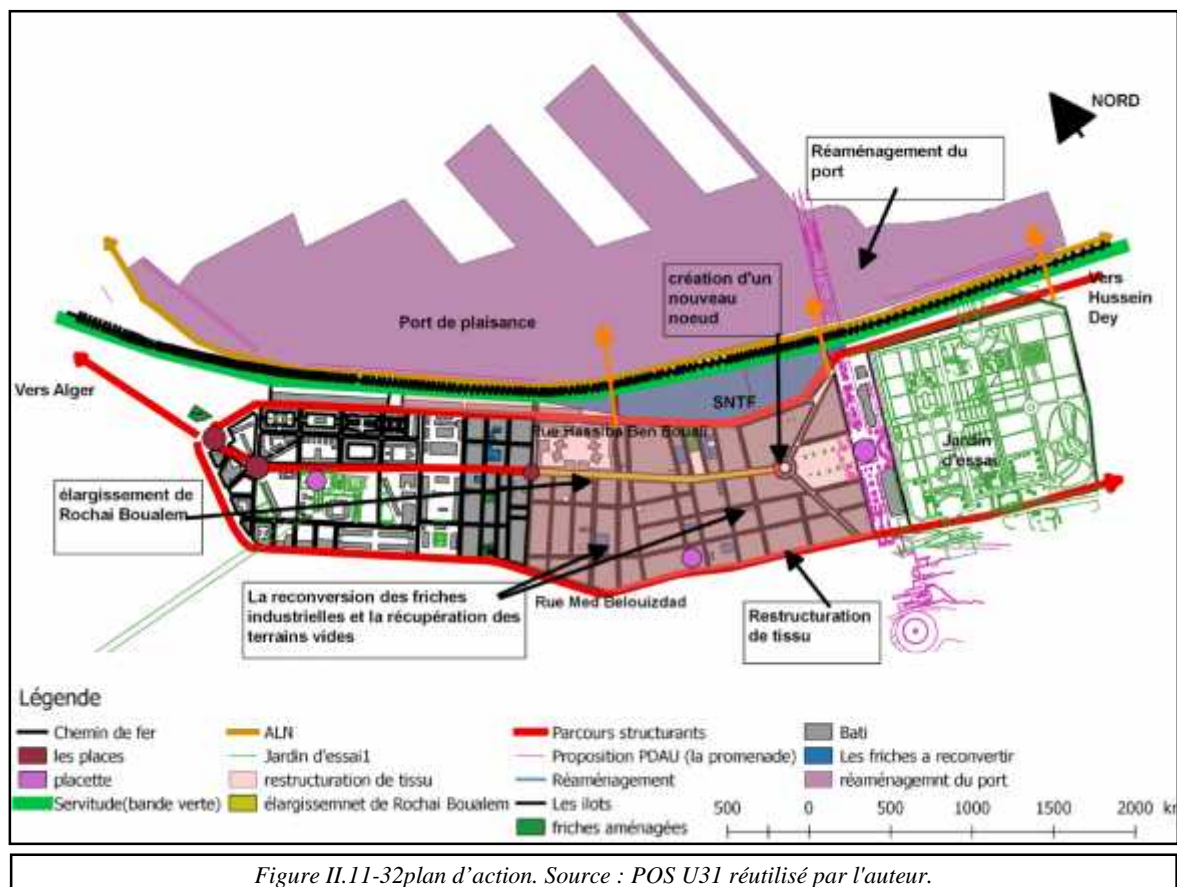 NORD
Réaménagement du
port
création d'un
nouveau
noeud
Vers
Hussein
Dey
Port de plaisance
Vers Alger
SNTF
Rue Hassiba Ben Bouali
Jardin
d'essai
élargissement de
Rochai Boualem
La reconversion des friches
industrielles et la récupération des
terrains vides
Rue Med Belouizdad
Restructuration
de tissu
Légende
Chemin de fer
les places
placette
Servitude(bande verte)
ALN
Jardin d'essai1
restructuration de tissu
élargissemnet de Rochai Boualem
Parcours structurants
Proposition PDAU (la promenade)
Réaménagement
Les ilots
friches aménagées
Bati
Les friches a reconvertir
réaménagemnt du port
500 0 500 1000 1500 2000 km
Figure II.11-32plan d'action. Source : POS U31 réutilisé par l'auteur.